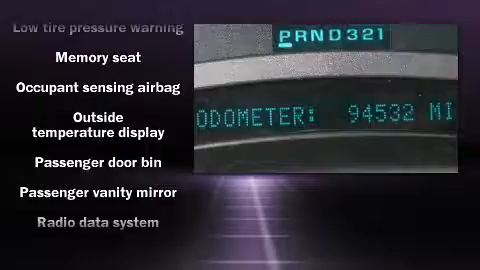 Low tire pressure warning
Memory seat
Occupant sensing airbag
Outside
temperature display
Passenger door bin
Passenger vanity mirror
Radio data system
PRND321
ODOMETER: 94532 MI